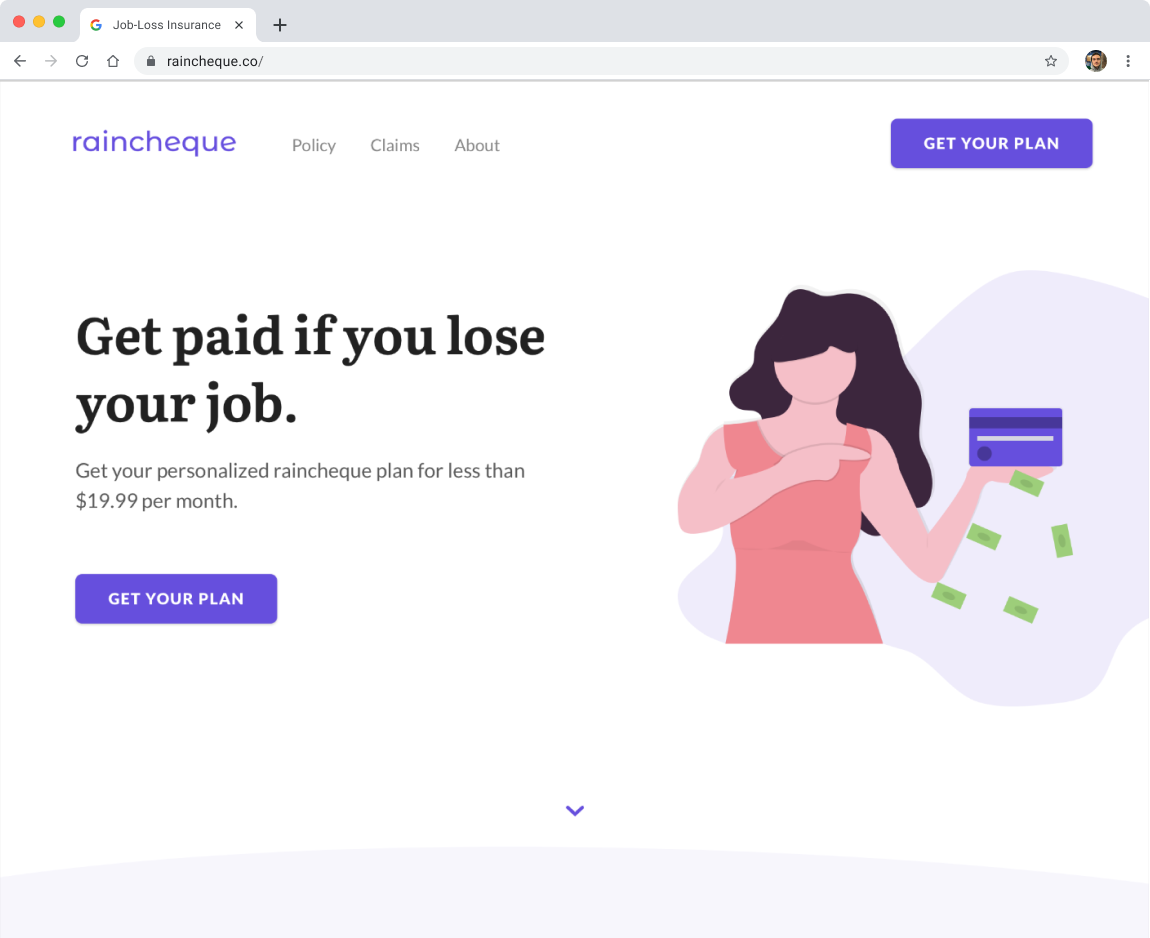 Job-Loss Insurance
raincheque.co/
raincheque
Policy
Claims
About
GET YOUR PLAN
Get paid if you lose
your job.
Get your personalized raincheque plan for less than
$19.99 per month.
GET YOUR PLAN